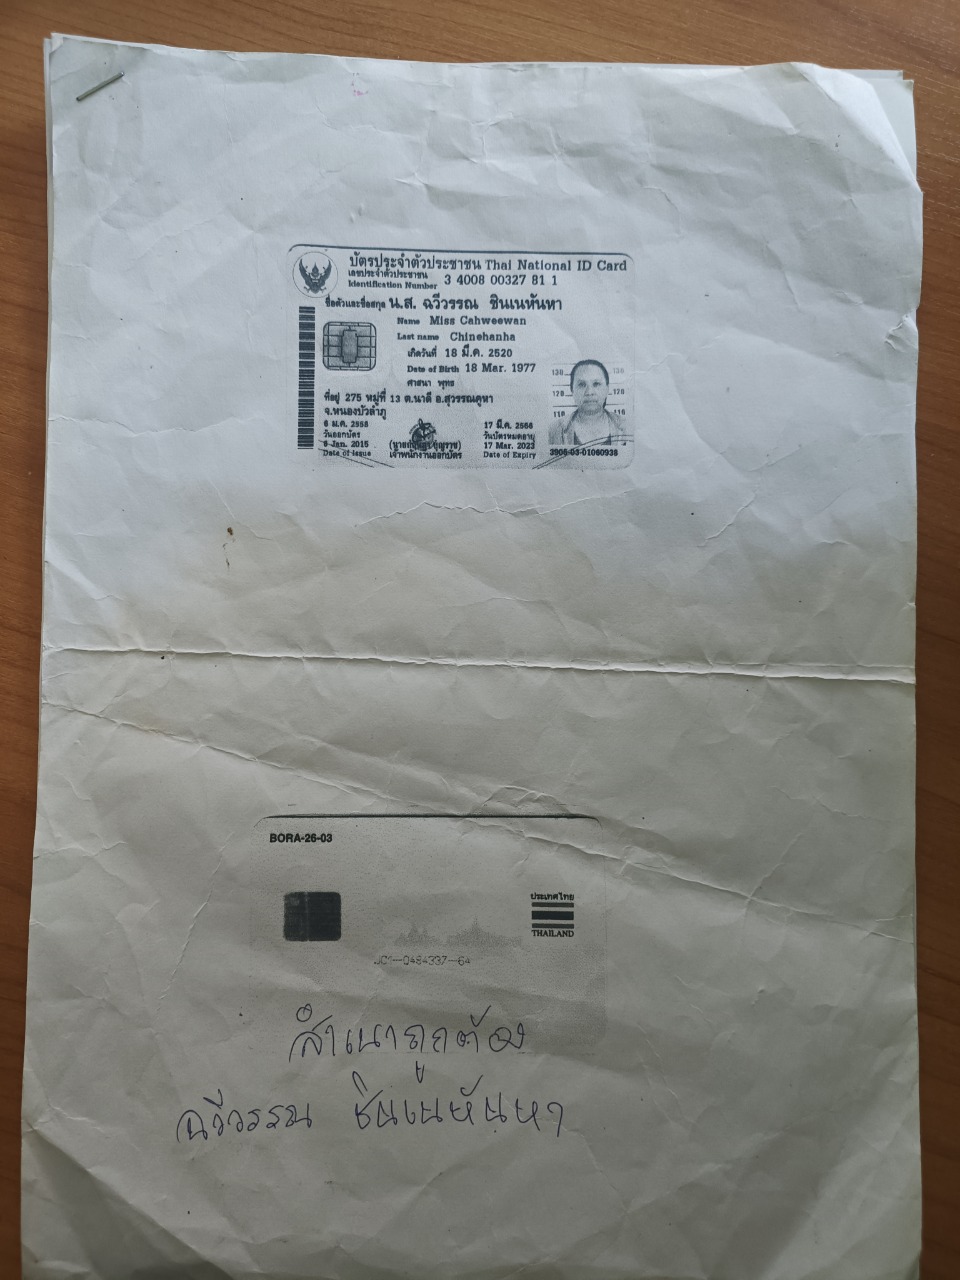 บัตรประจำตัวประชาชน Thai National ID Card
เลขประจำตัวประชาชน
Identification Number 3 4008 00327 81 1
ชื่อตัวและชื่อสกุล น.ส. ฉวีวรรณ ชินเนหันหา
Name Miss Cahweewan
Last name Chinehanha
เกิดวันที่ 18 มี.ค. 2520
Date of Birth 18 Mar. 1977
ศาสนา พุทธ
ที่อยู่ 275 หมู่ที่ 13 ต.นาดี อ.สุวรรณคูหา
จ.หนองบัวลำภู
6 ม.ค. 2558
วันออกบัตร
6 Jan. 2015
Date of Issue
เจ้าพนักงานออกบัตร
17 มี.ค. 2566
วันบัตรหมดอายุ
17 Mar. 2023
Date of Expiry
130 130
120 120
110 110
3906-03-01060938
BORA-26-03
ประเทศไทย
THAILAND
JC1-0484337-64
สำเนาถูกต้อง
ฉวีวรรณ ชินเนหันหา